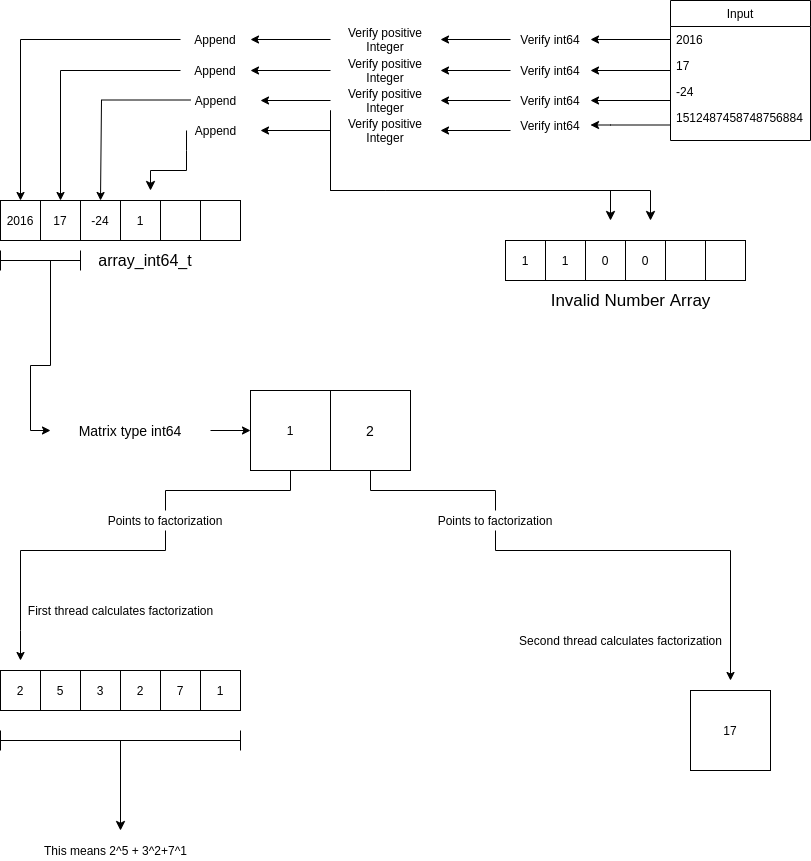 Input
2016
17
-24
1512487458748756884
Append
Verify positive
Integer
Verify int64
Append
Verify positive
Integer
Verify int64
Append
Verify positive
Integer
Verify int64
Append
Verify positive
Integer
Verify int64
2016 17 -24 1
array_int64_t
1 1 0 0
Invalid Number Array
Matrix type int64
1 2
Points to factorization
Points to factorization
First thread calculates factorization
Second thread calculates factorization
2 5 3 2 7 1
17
This means 2^5 + 3^2+7^1